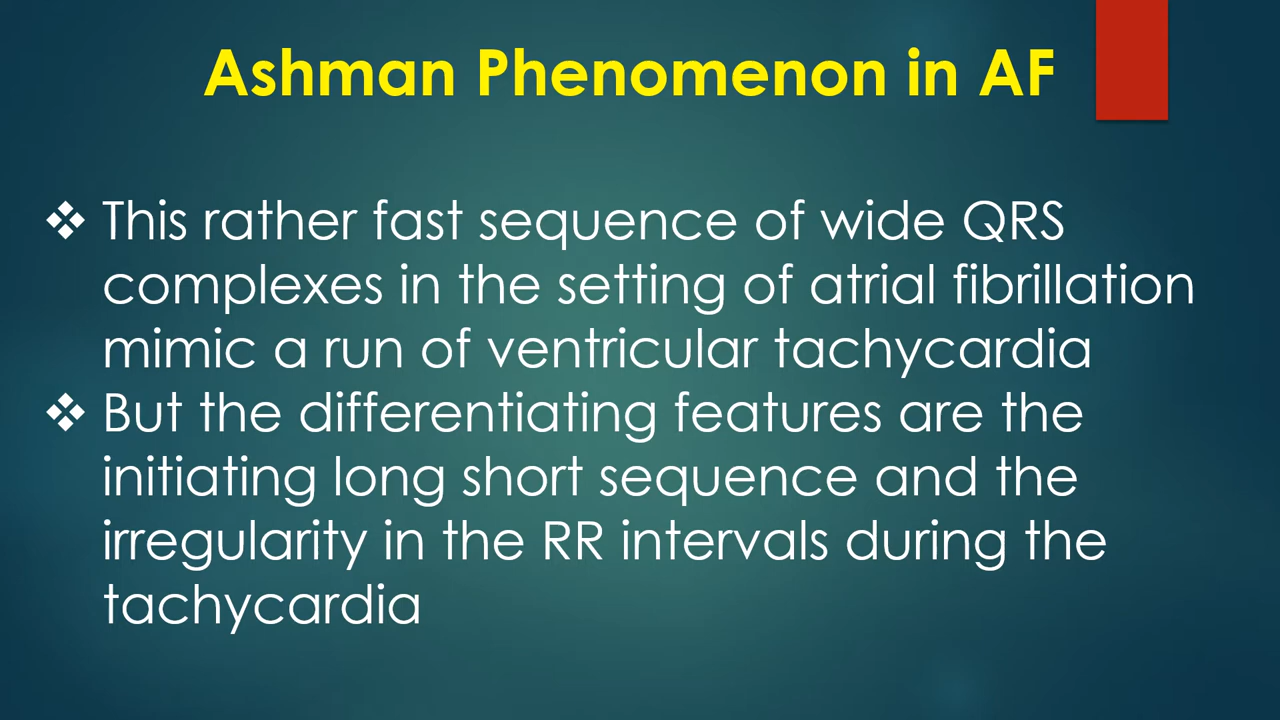 Ashman Phenomenon in AF
❖ This rather fast sequence of wide QRS
complexes in the setting of atrial fibrillation
mimic a run of ventricular tachycardia
❖ But the differentiating features are the
initiating long short sequence and the
irregularity in the RR intervals during the
tachycardia